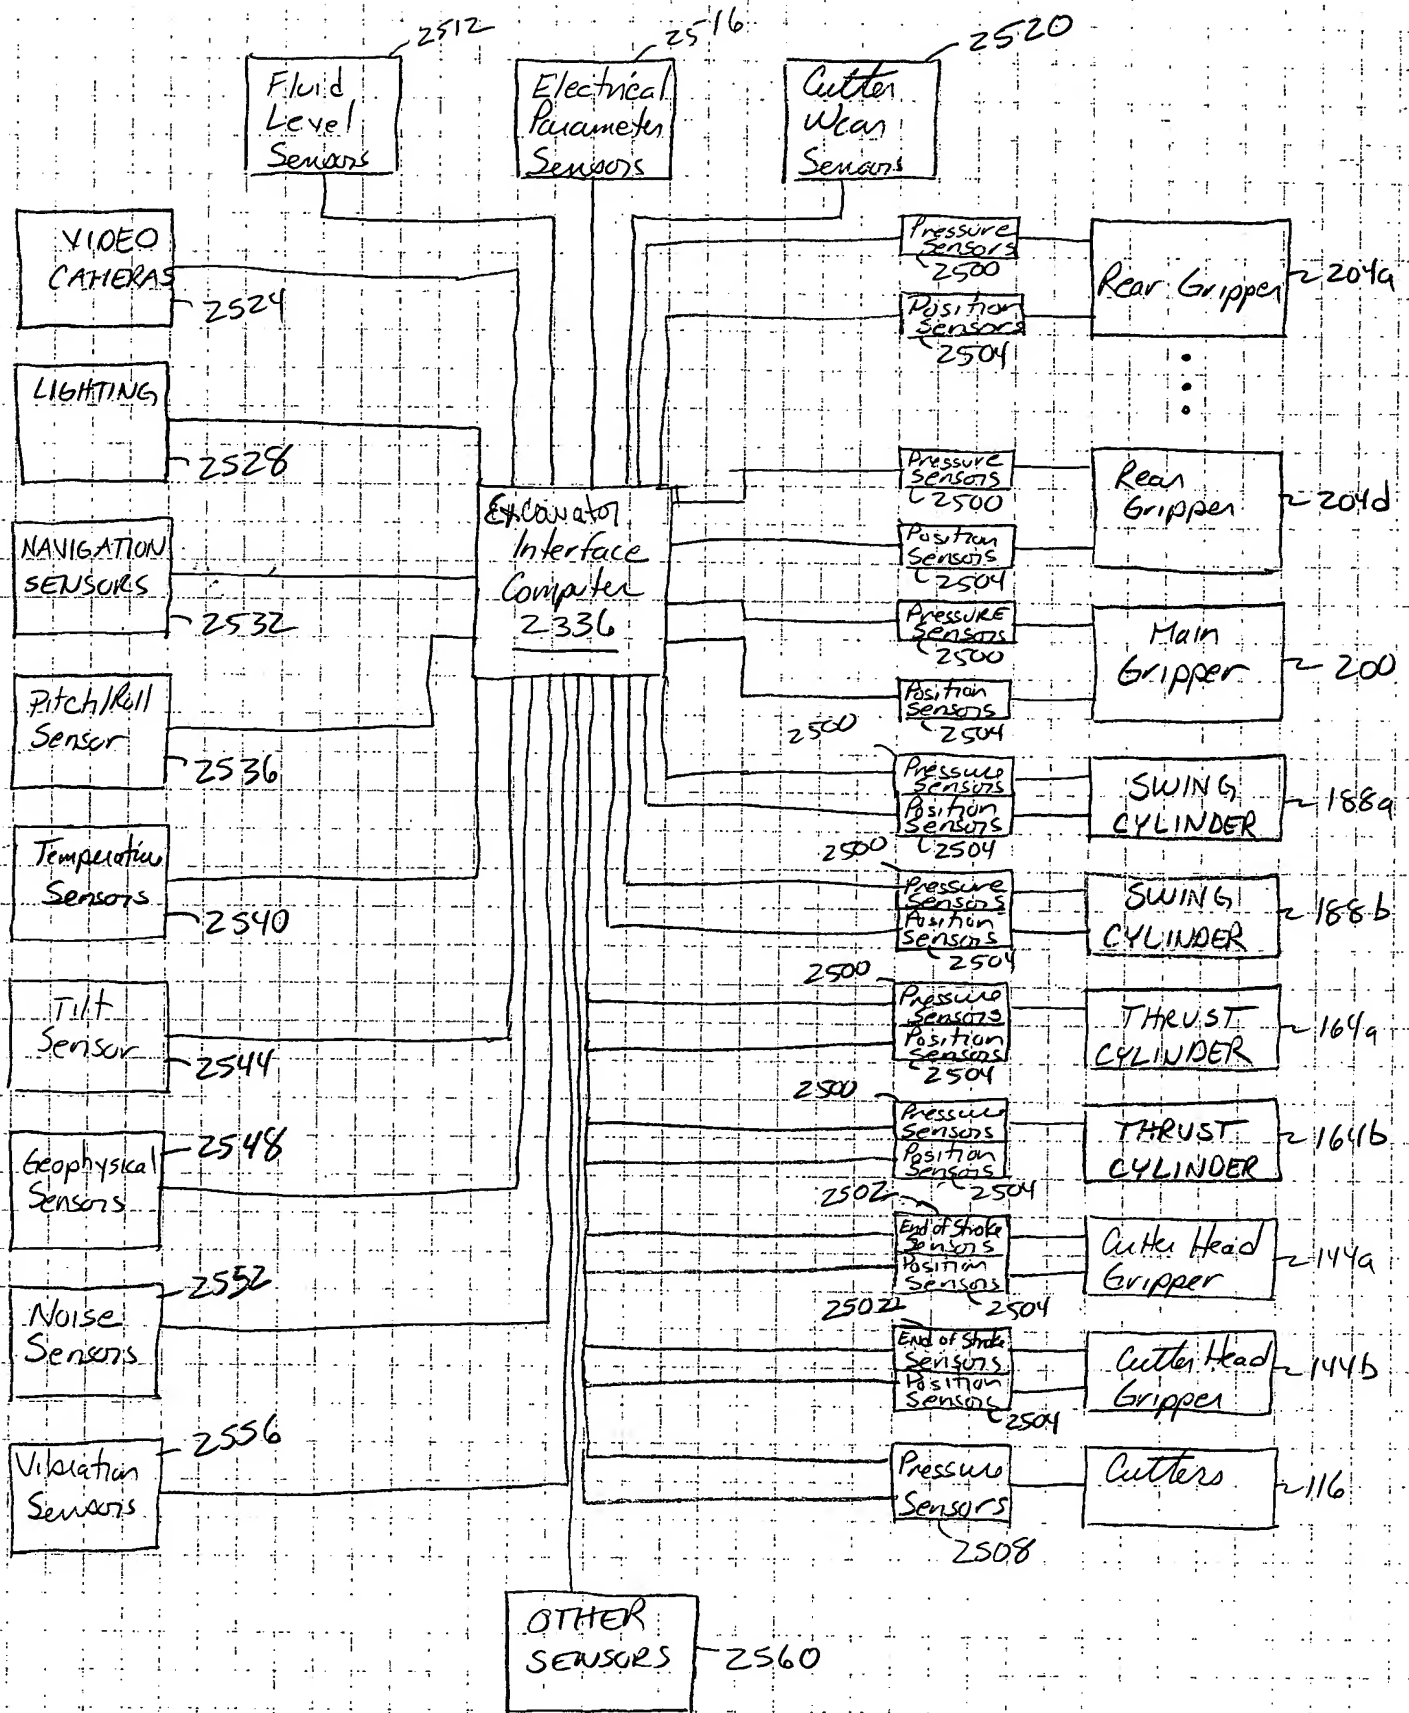 2512
2516
2520
Fluid
Level
Sensors
Electrical
Parameter
Sensors
Cutter
Wear
Sensors
VIDEO
CAMERAS
2524
LIGHTING
2528
NAVIGATION
SENSORS
2532
Pitch/Roll
Sensor
2536
Temperature
Sensors
2540
Tilt
Sensor
2544
Geophysical
Sensors
2548
Noise
Sensors
2552
Vibration
Sensors
2556
Excavator
Interface
Computer
2336
OTHER
SENSORS
2560
Pressure
Sensors
2500
Position
Sensors
2504
Rear Gripper
204a
Pressure
Sensors
2500
Position
Sensors
2504
Rear
Gripper
204d
PressURE
Sensors
2500
Position
Sensors
2504
Main
Gripper
200
2500
Pressure
Sensors
Position
Sensors
2504
SWING
CYLINDER
188a
2500
Pressure
Sensors
Position
Sensors
2504
SWING
CYLINDER
188b
2500
Pressure
Sensors
Position
Sensors
2504
THRUST
CYLINDER
164a
2500
Pressure
Sensors
Position
Sensors
2504
THRUST
CYLINDER
164b
2502
End of Stroke
Sensors
Position
Sensors
2504
Cutter Head
Gripper
144a
2502
End of Stroke
Sensors
Position
Sensors
2504
Cutter Head
Gripper
144b
Pressure
Sensors
2508
Cutters
116